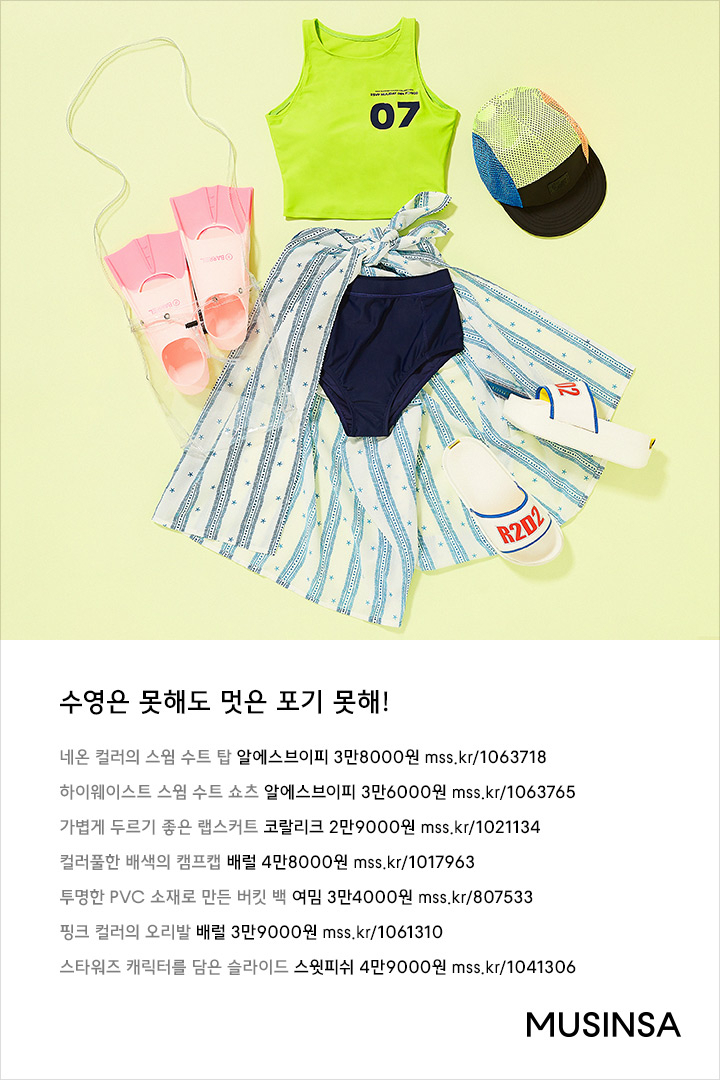 07
R2D2
D2
수영은 못해도 멋은 포기 못해!
네온 컬러의 스윔 수트 탑 알에스브이피 3만8000원 mss.kr/1063718
하이웨이스트 스윔 수트 쇼츠 알에스브이피 3만6000원 mss.kr/1063765
가볍게 두르기 좋은 랩스커트 코랄리크 2만9000원 mss.kr/1021134
컬러풀한 배색의 캠프캡 배럴 4만8000원 mss.kr/1017963
투명한 PVC 소재로 만든 버킷 백 여밈 3만4000원 mss.kr/807533
핑크 컬러의 오리발 배럴 3만9000원 mss.kr/1061310
스타워즈 캐릭터를 담은 슬라이드 스윗피쉬 4만9000원 mss.kr/1041306
MUSINSA